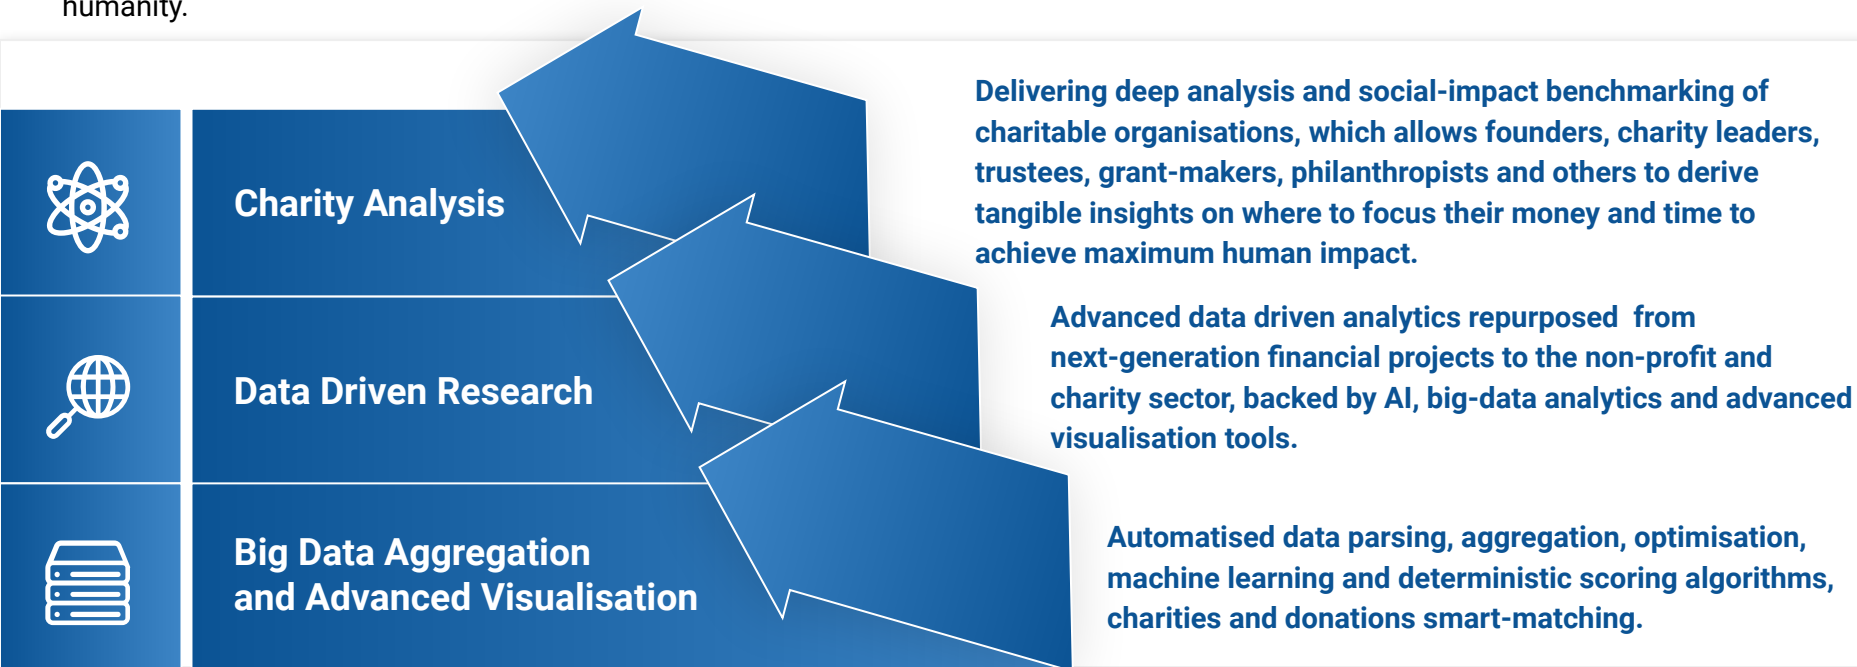 humanity.
Charity Analysis
Delivering deep analysis and social-impact benchmarking of
charitable organisations, which allows founders, charity leaders,
trustees, grant-makers, philanthropists and others to derive
tangible insights on where to focus their money and time to
achieve maximum human impact.
Data Driven Research
Advanced data driven analytics repurposed  from
next-generation financial projects to the non-profit and
charity sector, backed by AI, big-data analytics and advanced
visualisation tools.
Big Data Aggregation
and Advanced Visualisation
Automatised data parsing, aggregation, optimisation,
machine learning and deterministic scoring algorithms,
charities and donations smart-matching.